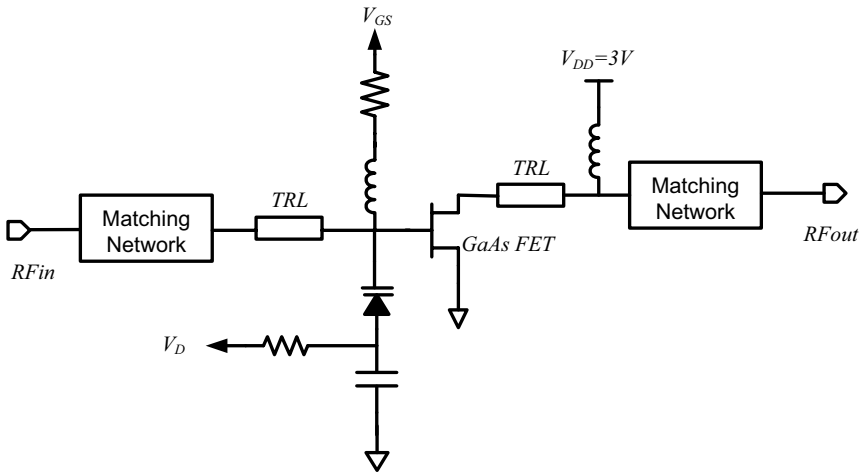 V_GS
V_DD=3V
TRL
TRL
Matching
Network
Matching
Network
RFin
GaAs FET
RFout
V_D